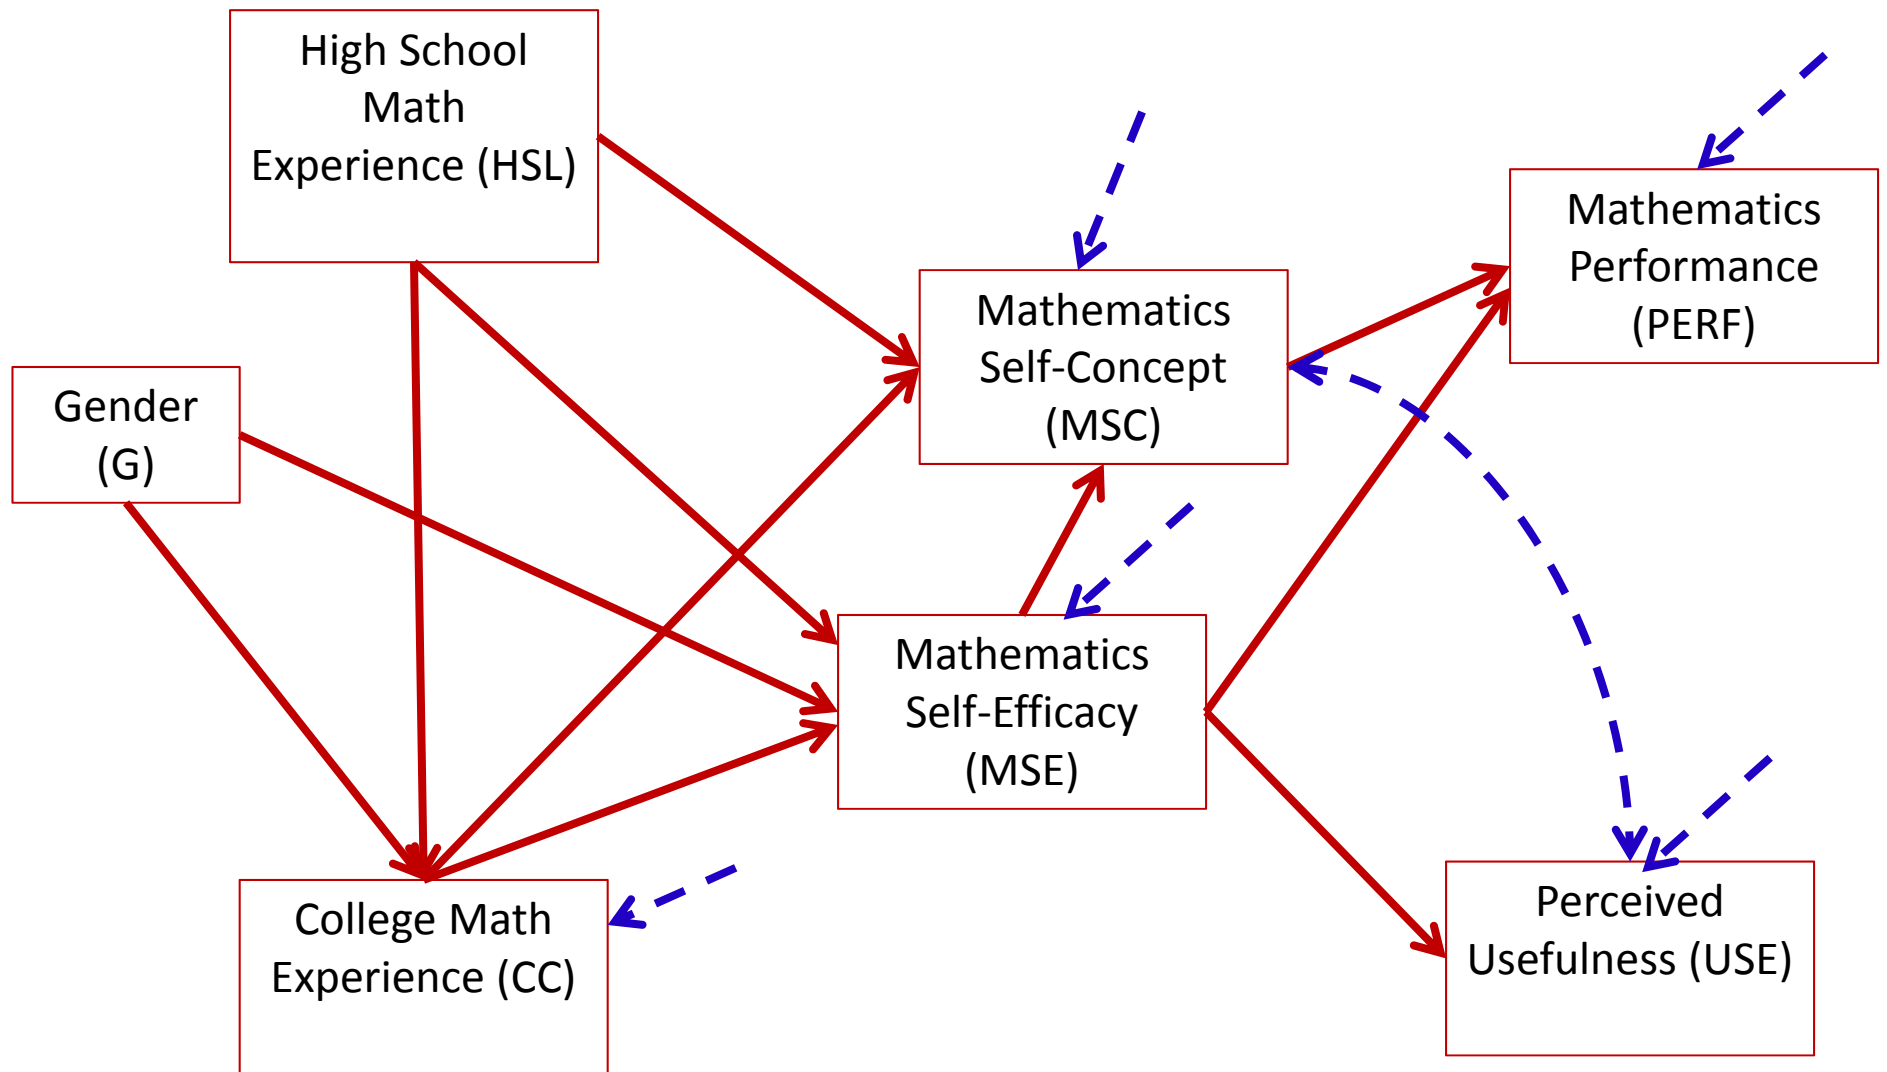 High School
Math
Experience (HSL)
Mathematics
Performance
(PERF)
Mathematics
Self-Concept
(MSC)
Gender
(G)
Mathematics
Self-Efficacy
(MSE)
College Math
Experience (CC)
Perceived
Usefulness (USE)